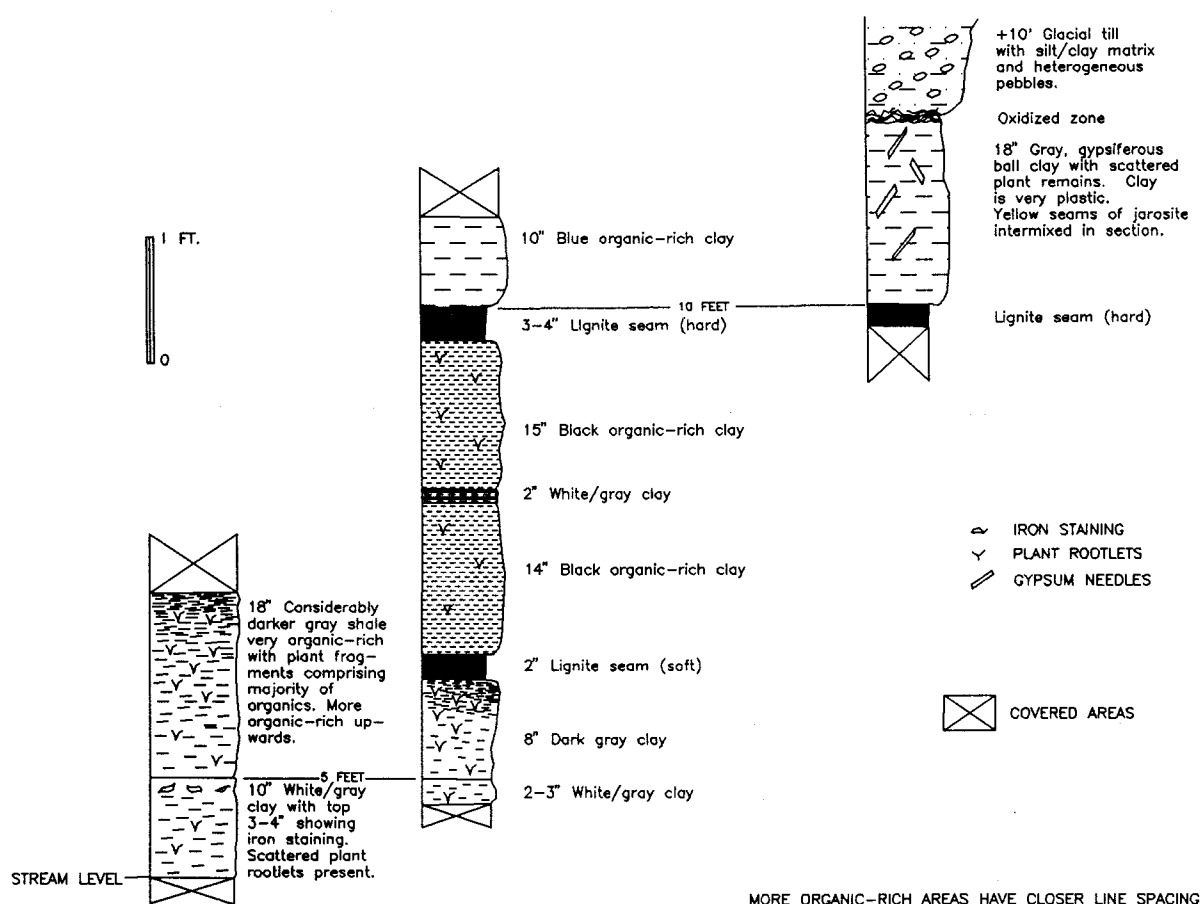 +10' Glacial till
with silt/clay matrix
and heterogeneous
pebbles.
Oxidized zone
18" Gray, gypsiferous
ball clay with scattered
plant remains. Clay
is very plastic.
Yellow seams of jarosite
intermixed in section.
Lignite seam (hard)
1 FT.
0
10" Blue organic-rich clay
10 FEET
3-4" Lignite seam (hard)
15" Black organic-rich clay
2" White/gray clay
14" Black organic-rich clay
2" Lignite seam (soft)
8" Dark gray clay
2-3" White/gray clay
18" Considerably
darker gray shale
very organic-rich
with plant frag-
ments comprising
majority of
organics. More
organic-rich up-
wards.
5 FEET
10" White/gray
clay with top
3-4" showing
iron staining.
Scattered plant
rootlets present.
STREAM LEVEL
IRON STAINING
PLANT ROOTLETS
GYPSUM NEEDLES
COVERED AREAS
MORE ORGANIC-RICH AREAS HAVE CLOSER LINE SPACING